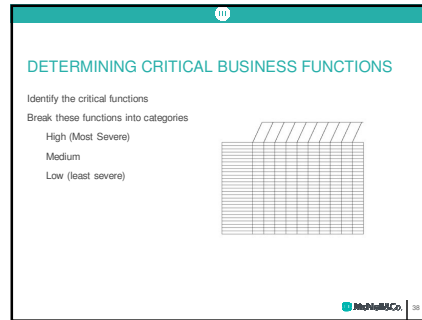 DETERMINING CRITICAL BUSINESS FUNCTIONS
Identify the critical functions
Break these functions into categories
High (Most Severe)
Medium
Low (least severe)
38